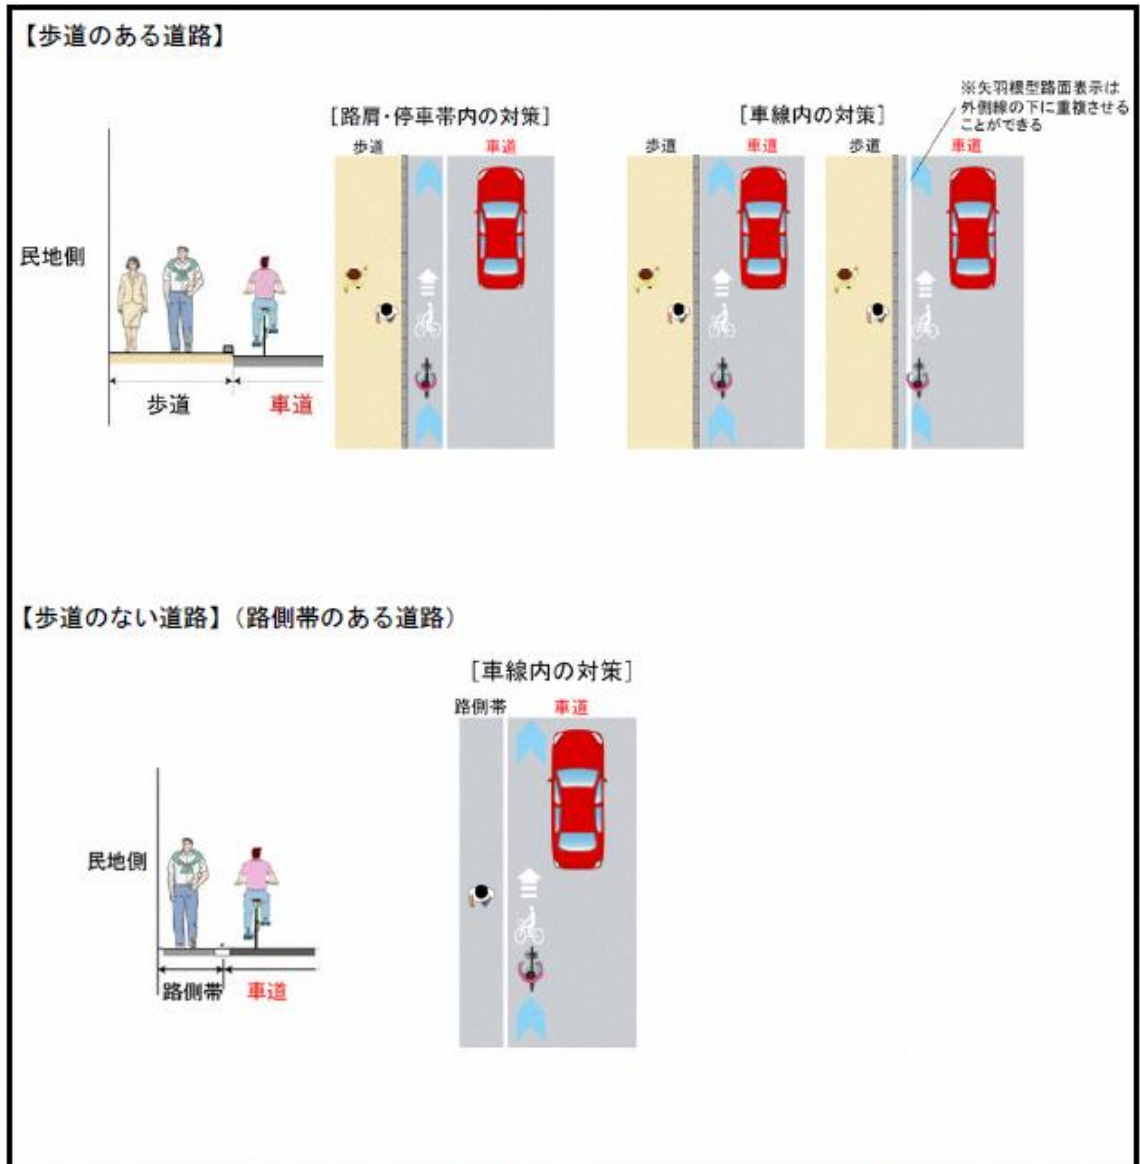 【歩道のある道路】
[路肩・停車帯内の対策]
[車線内の対策]
※矢羽根型路面表示は
外側線の下に重複させる
ことができる
歩道
車道
歩道
車道
歩道
車道
民地側
歩道
車道
【歩道のない道路】(路側帯のある道路)
[車線内の対策]
路側帯
車道
民地側
路側帯
車道